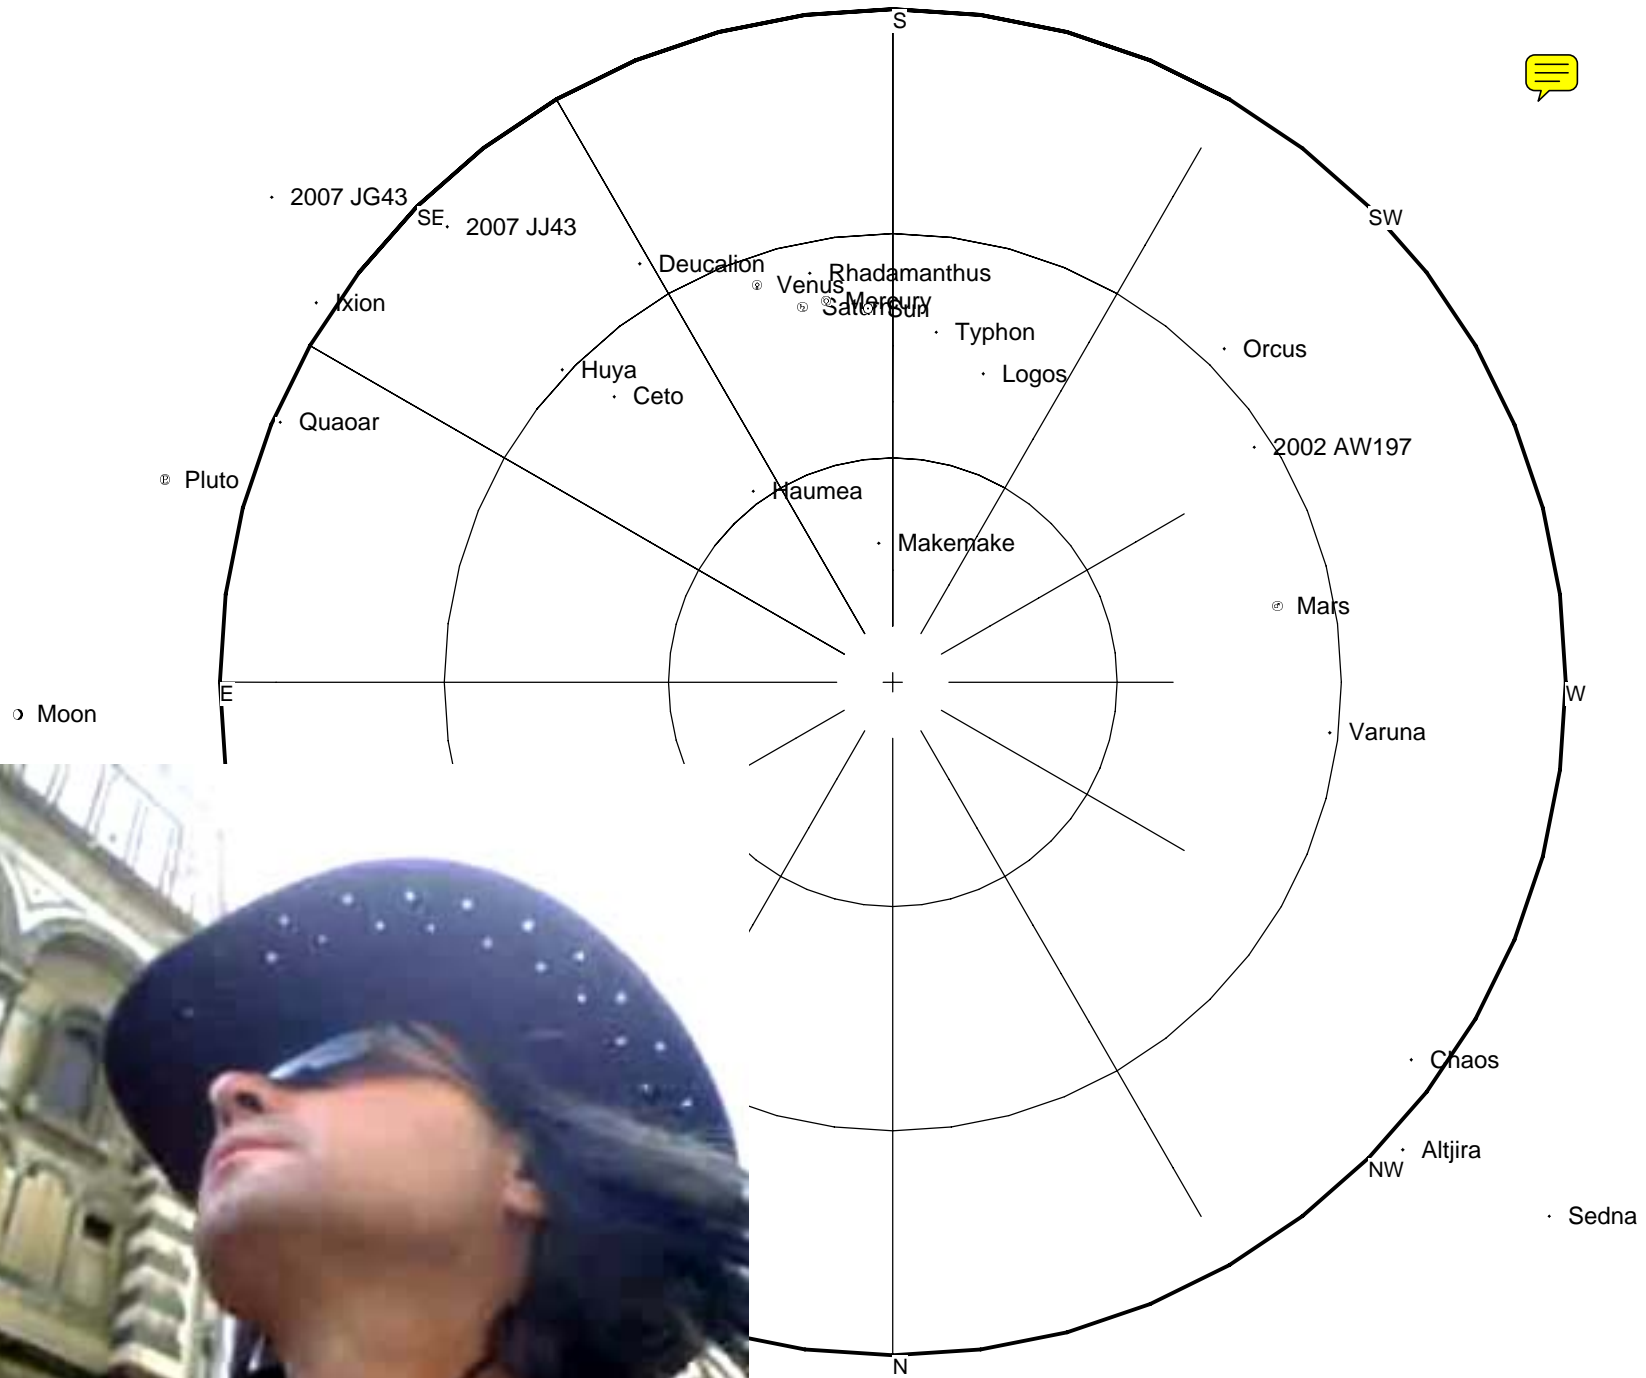 S
2007 JG43
SE
2007 JJ43
SW
Deucalion
Rhadamanthus
Venus
Mercury
Saturn
Sun
Ixion
Typhon
Orcus
Huya
Logos
Ceto
Quaoar
2002 AW197
Pluto
Haumea
Makemake
Mars
E
W
Moon
Varuna
Chaos
Altjira
NW
Sedna
N